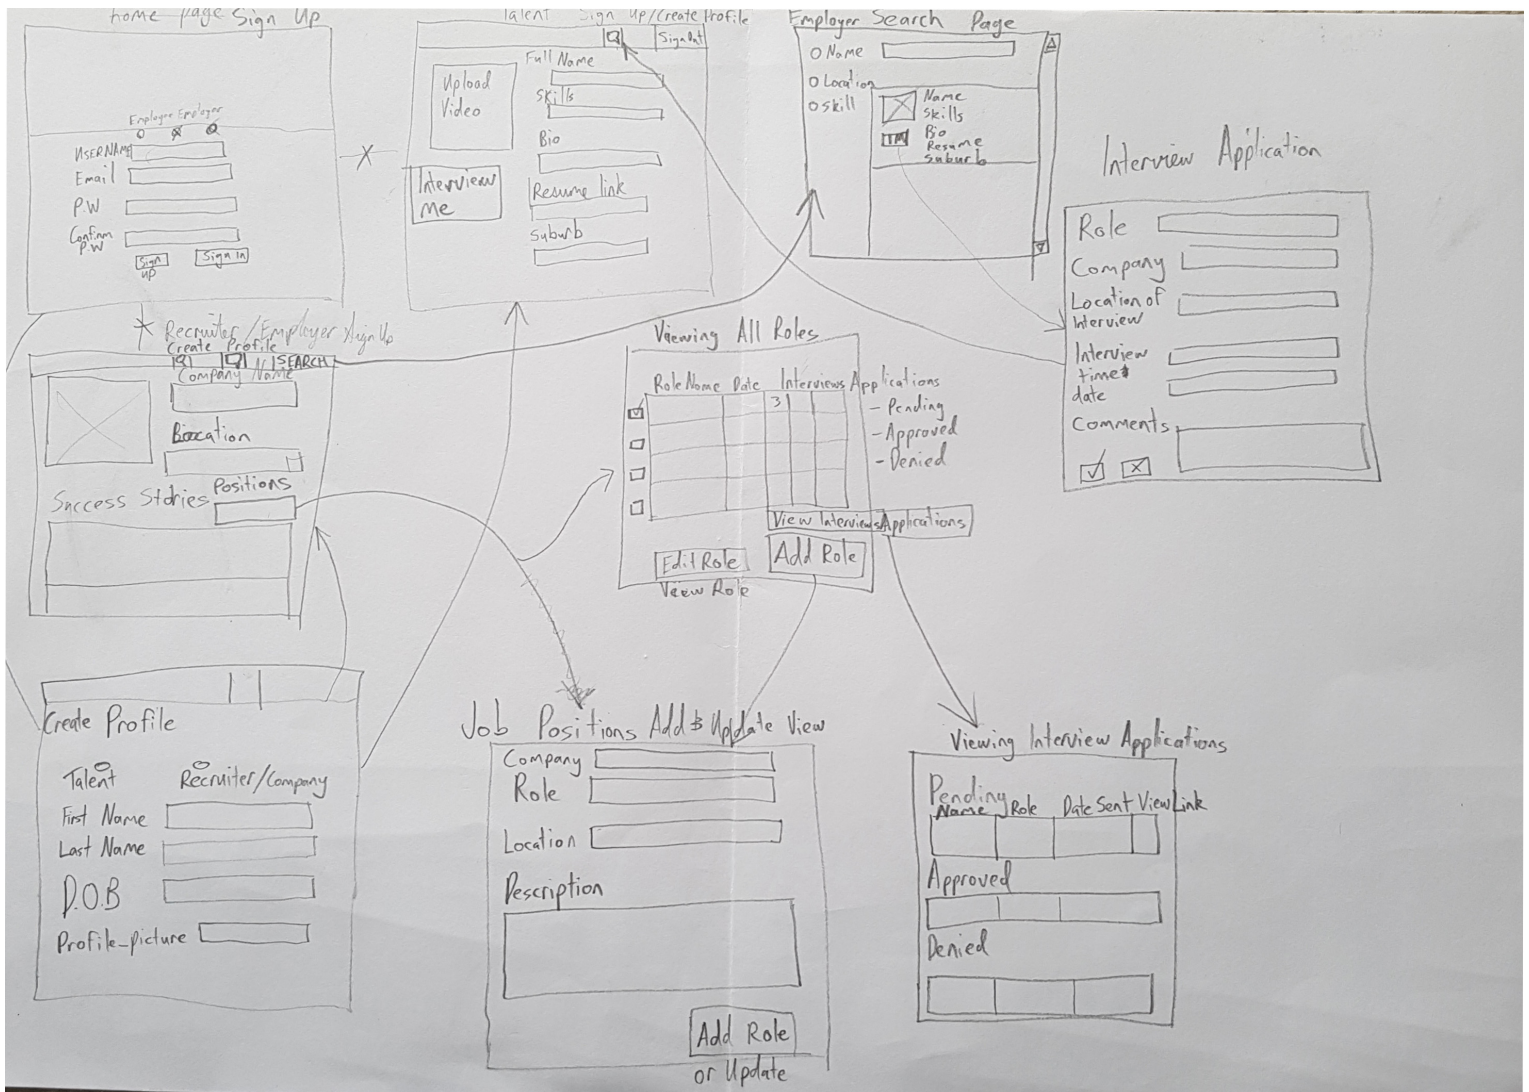 Home page Sign Up
Employee Employer
USERNAME
Email
P.W
Confirm
P.W
Sign
UP
Sign In
Talent Sign Up/Create Profile
Sign Out
Upload
Video
Interview
Me
Full Name
Skills
Bio
Resume link
Suburb
Employer Search Page
Name
Location
Skill
Name
Skills
Bio
Resume
Suburb
Interview Application
Role
Company
Location of
Interview
Interview
time &
date
Comments
Recruiter/Employer Sign Up
Create Profile
SEARCH
Company Name
Location
Positions
Success Stories
Viewing All Roles
Role Name Date Interviews Applications
3
- Pending
- Approved
- Denied
View Interviews Applications
Edit Role
Add Role
View Role
Create Profile
Talent Recruiter/Company
First Name
Last Name
D.O.B
Profile_picture
Job Positions Add & Update View
Company
Role
Location
Description
Add Role
or Update
Viewing Interview Applications
Pending
Name Role Date Sent View Link
Approved
Denied